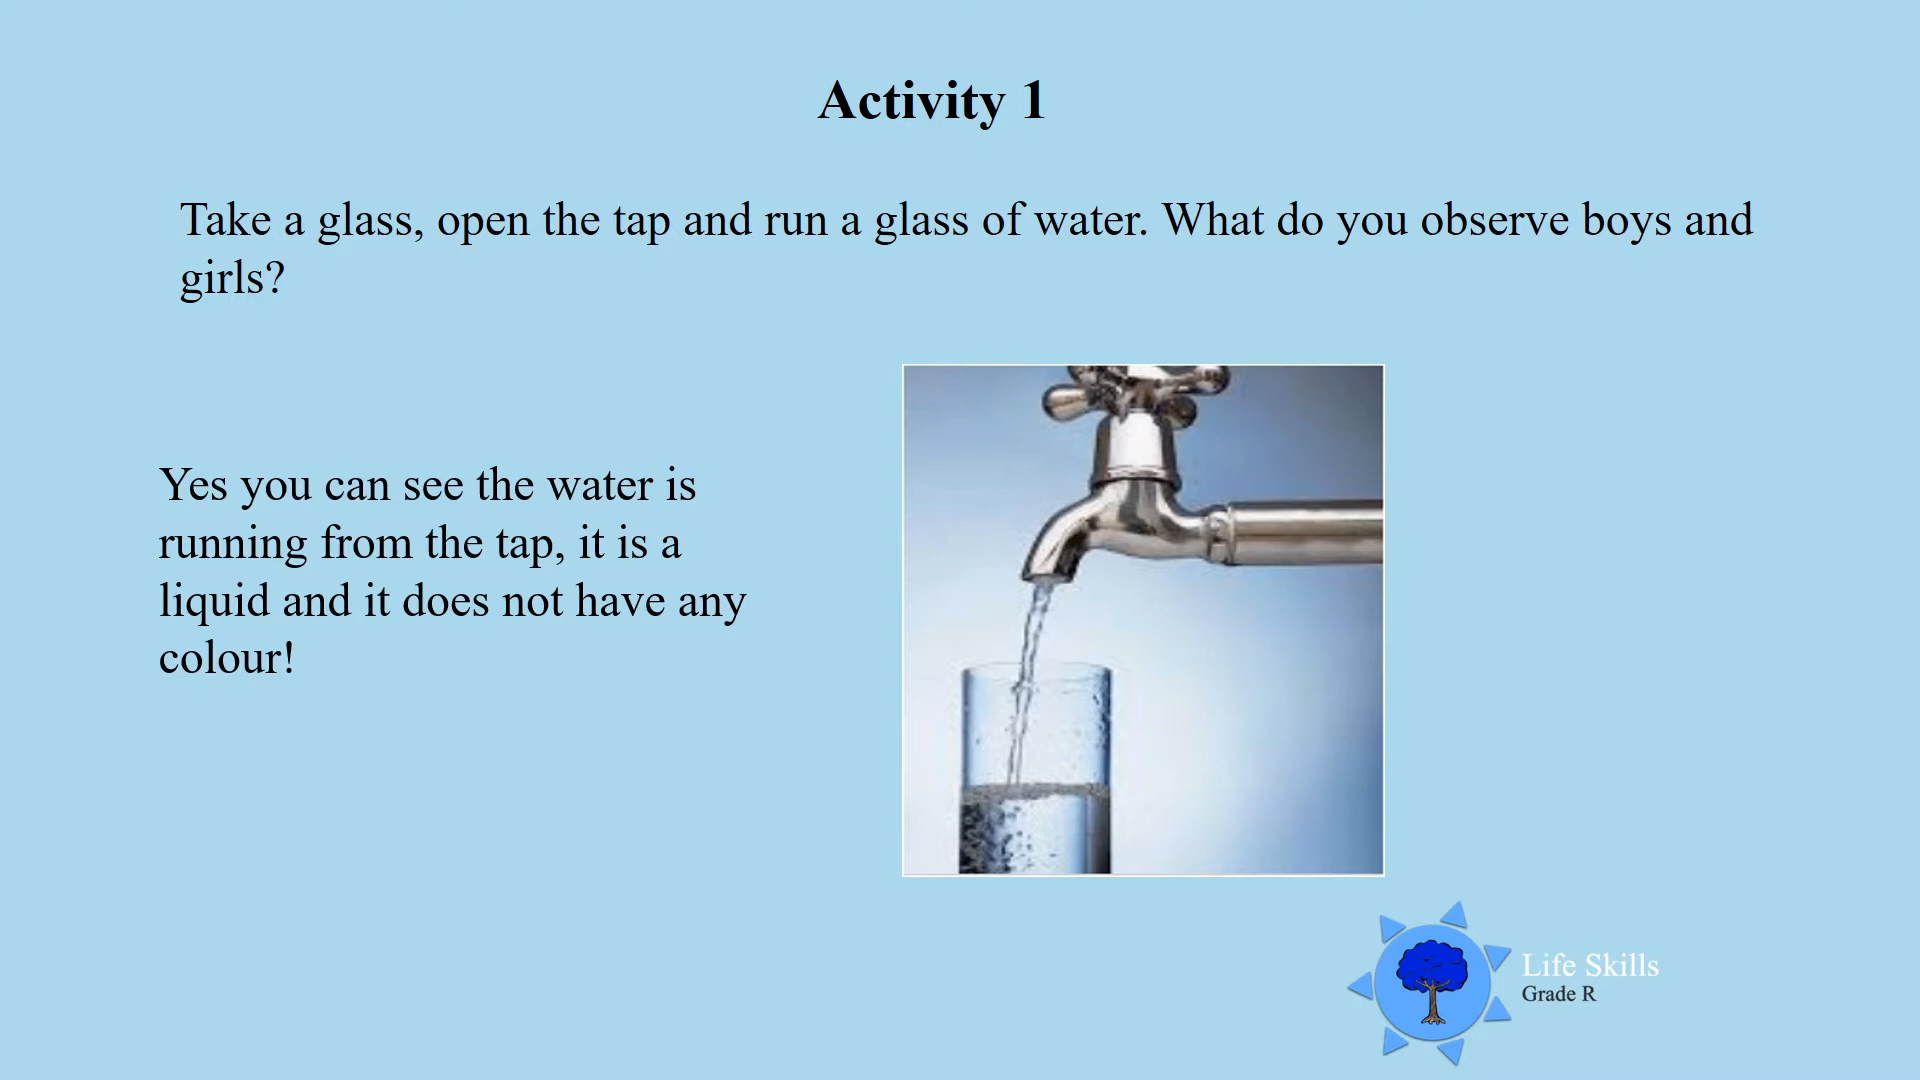 Activity 1
Take a glass, open the tap and run a glass of water. What do you observe boys and
girls?
Yes you can see the water is
running from the tap, it is a
liquid and it does not have any
colour!
Life Skills
Grade R